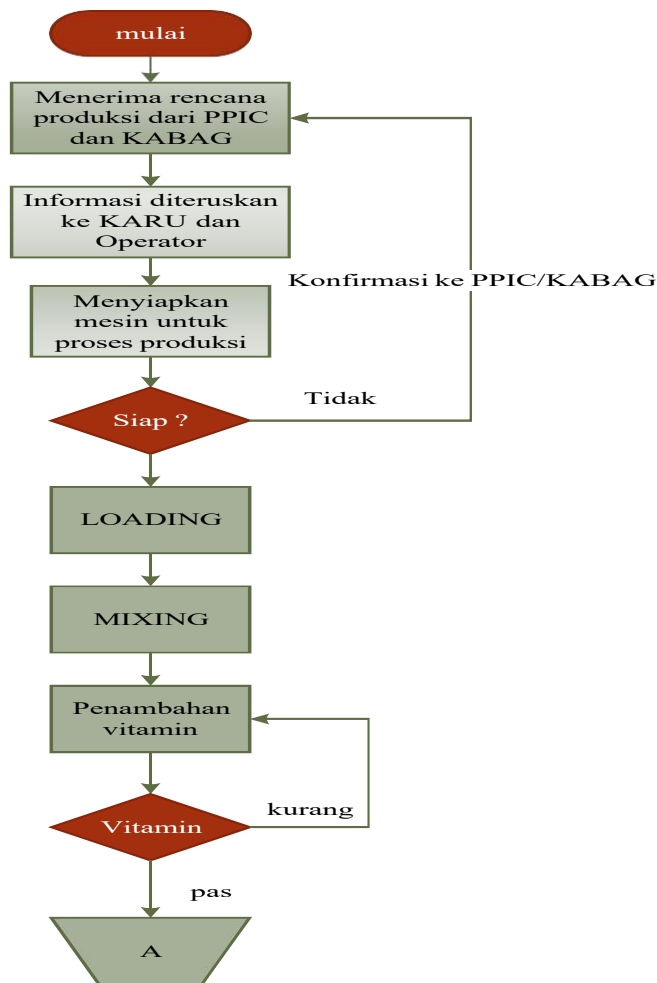 mulai
Menerima rencana
produksi dari PPIC
dan KABAG
Informasi diteruskan
ke KARU dan
Operator
Konfirmasi ke PPIC/KABAG
Menyiapkan
mesin untuk
proses produksi
Tidak
Siap ?
LOADING
MIXING
Penambahan
vitamin
kurang
Vitamin
pas
A